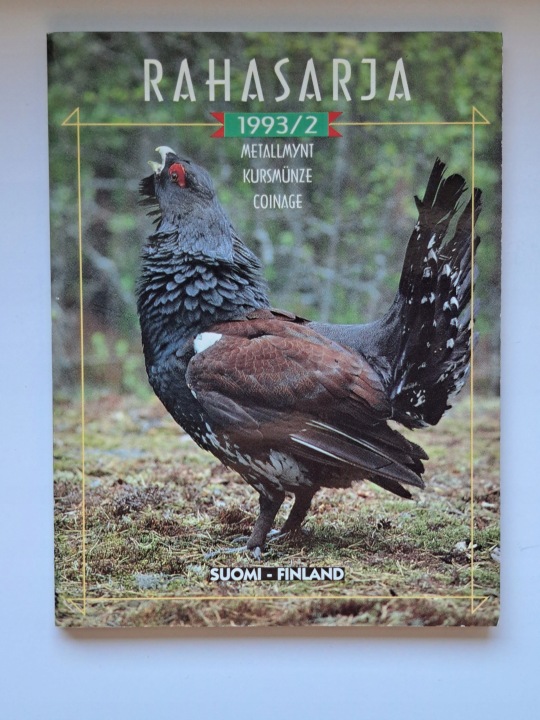 RAHASARJA
1993/2
METALLMYNT
KURSMÜNZE
COINAGE
SUOMI - FINLAND